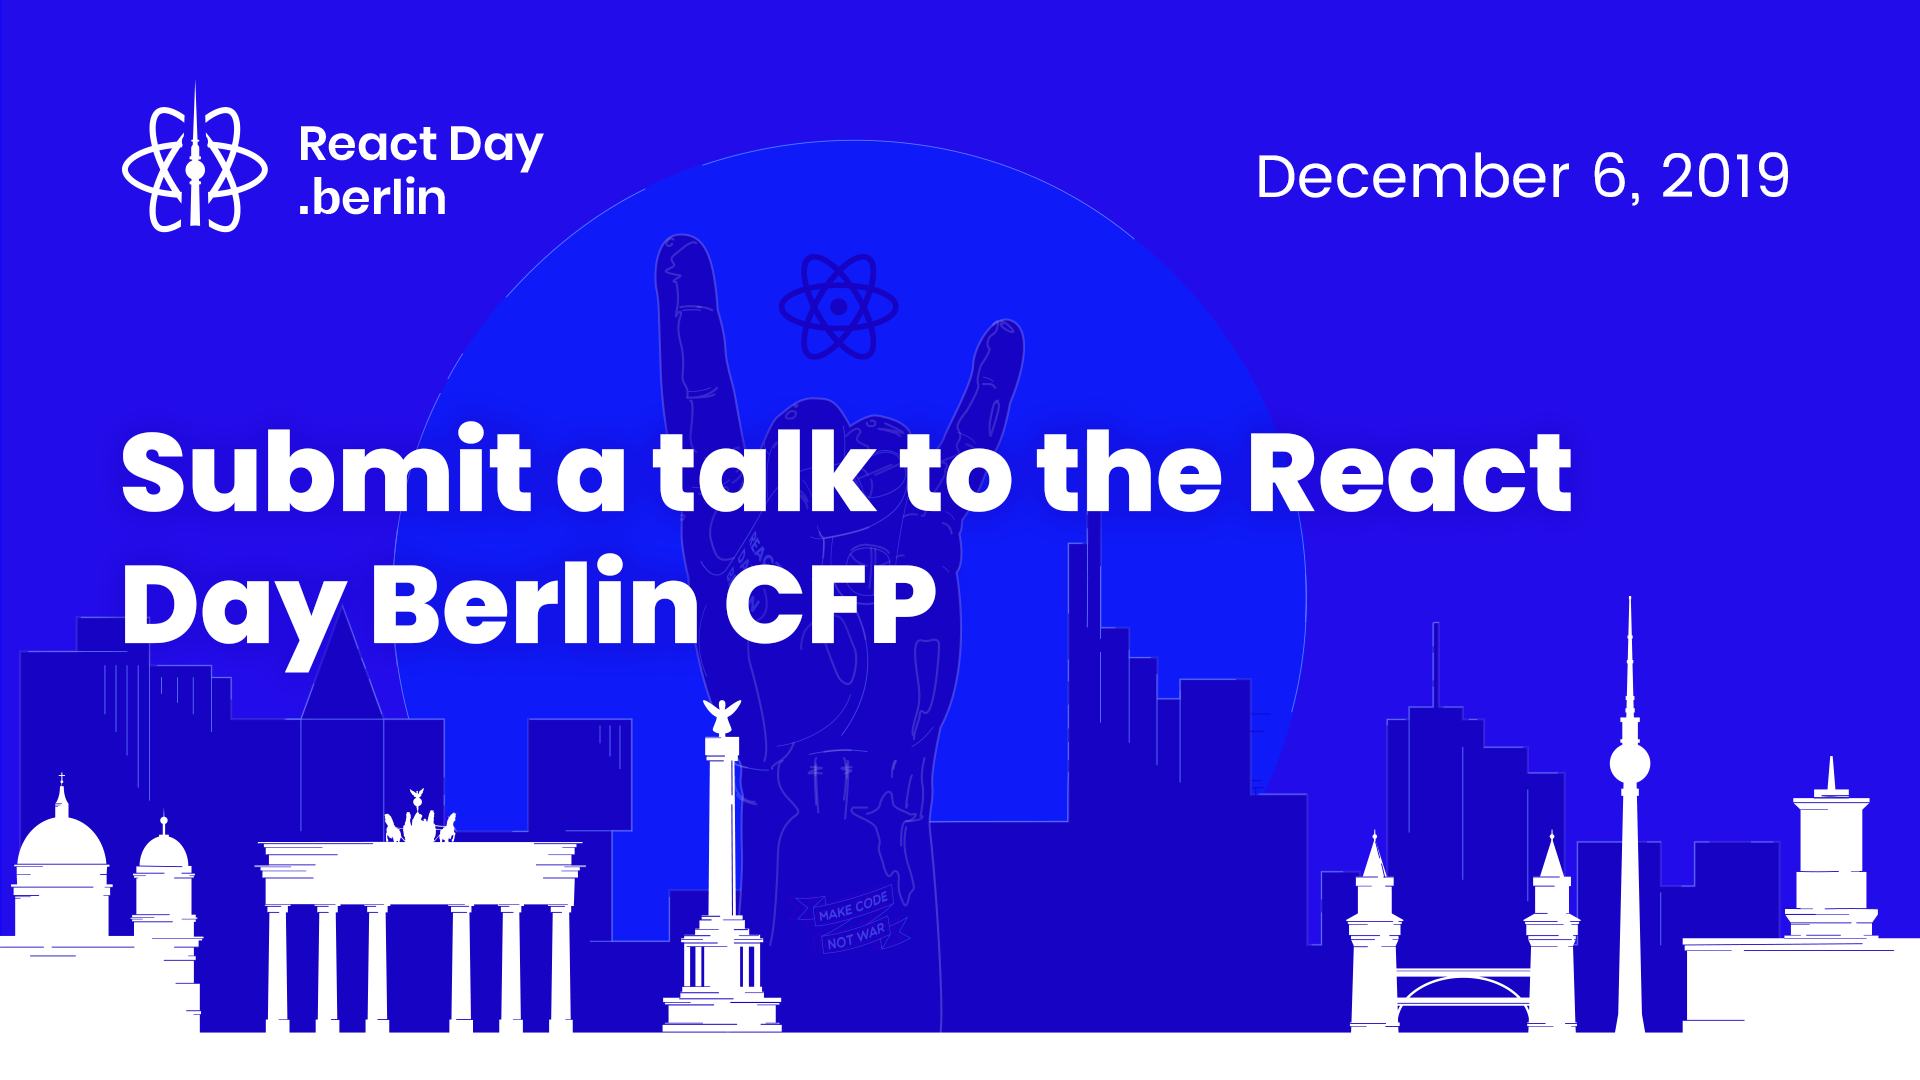 React Day
.berlin
December 6, 2019
Submit a talk to the React
Day Berlin CFP
MAKE CODE
NOT WAR